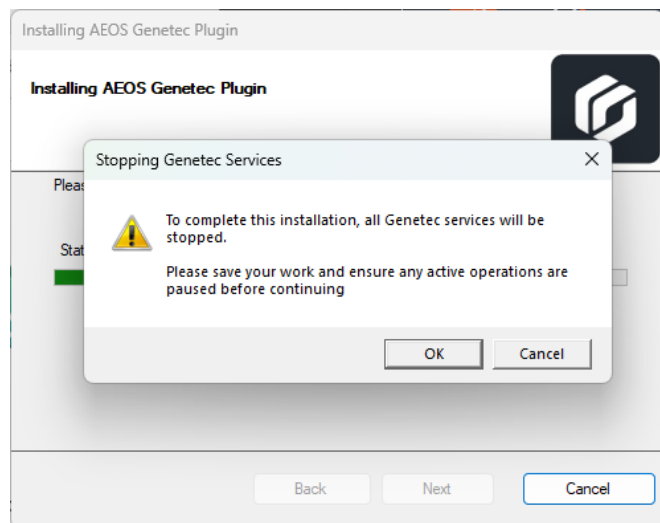 Installing AEOS Genetec Plugin
Installing AEOS Genetec Plugin
Stopping Genetec Services
To complete this installation, all Genetec services will be
stopped.
Please save your work and ensure any active operations are
paused before continuing
OK
Cancel
Back
Next
Cancel